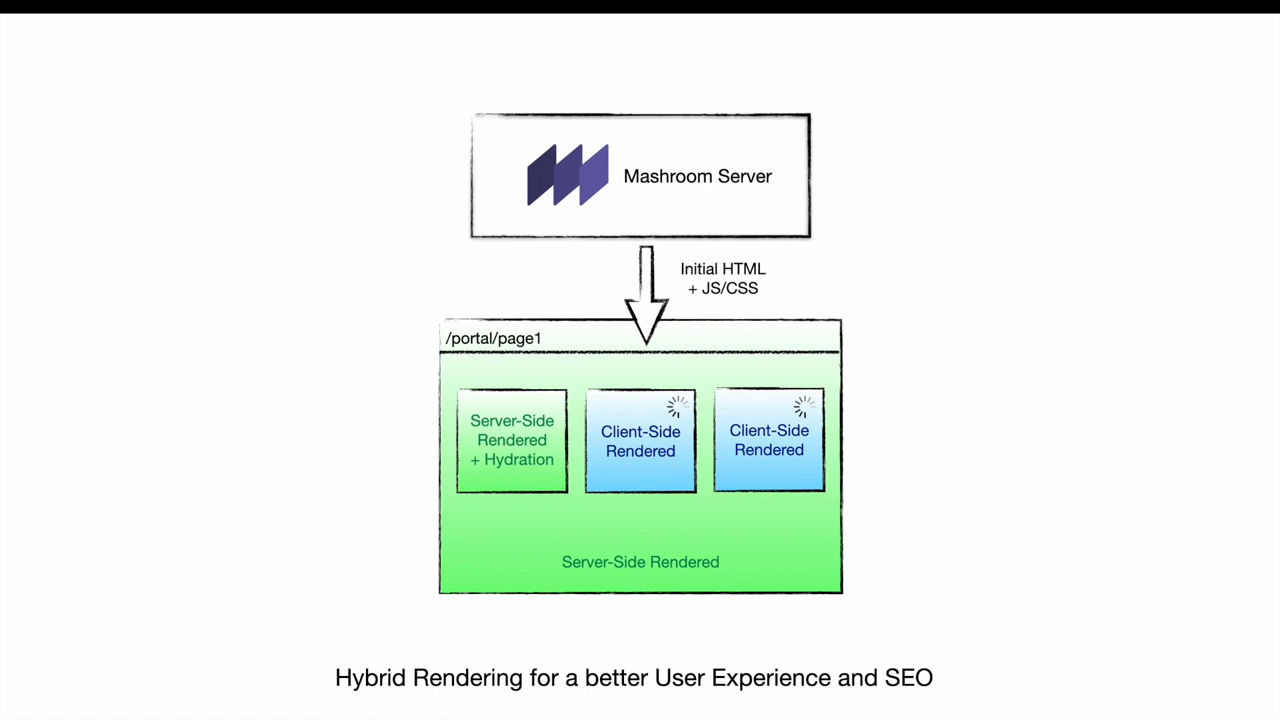 Mashroom Server
Initial HTML
+ JS/CSS
/portal/page1
Server-Side
Rendered
+ Hydration
Client-Side
Rendered
Client-Side
Rendered
Server-Side Rendered
Hybrid Rendering for a better User Experience and SEO